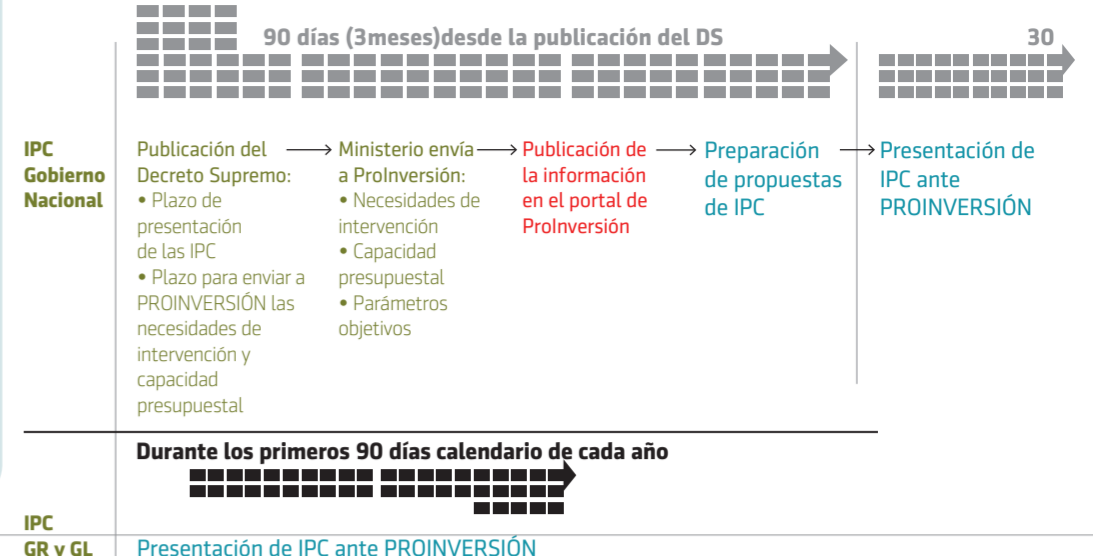 90 días (3meses)desde la publicación del DS
30
IPC
Gobierno
Nacional
Publicación del
Decreto Supremo:
• Plazo de
presentación
de las IPC
• Plazo para enviar a
PROINVERSIÓN las
necesidades de
intervención y
capacidad
presupuestal
Ministerio envía
a ProInversión:
• Necesidades de
intervención
• Capacidad
presupuestal
• Parámetros
objetivos
Publicación de
la información
en el portal de
ProInversión
Preparación
de propuestas
de IPC
Presentación de
IPC ante
PROINVERSIÓN
Durante los primeros 90 días calendario de cada año
IPC
GR y GL
Presentación de IPC ante PROINVERSIÓN